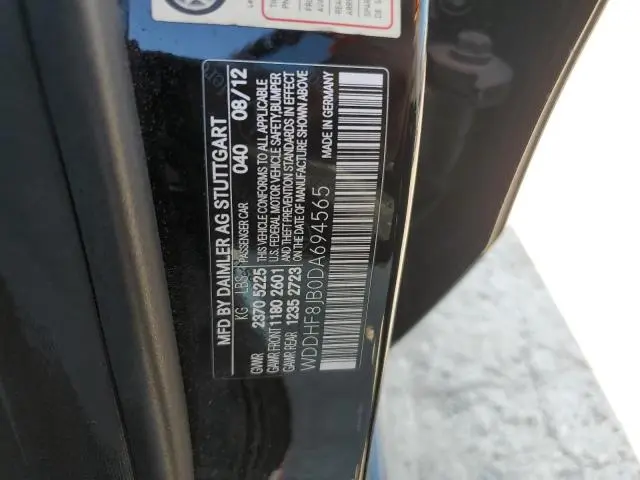 MFD BY DAIMLER AG STUTTGART
KG LBS PASSENGER CAR 040 08/12
GVWR 2370 5225 THIS VEHICLE CONFORMS TO ALL APPLICABLE
GAWR FRONT 1180 2601 U.S. FEDERAL MOTOR VEHICLE SAFETY, BUMPER
GAWR REAR 1235 2723 AND THEFT PREVENTION STANDARDS IN EFFECT
ON THE DATE OF MANUFACTURE SHOWN ABOVE
WDDHF8JB0DA694565 MADE IN GERMANY